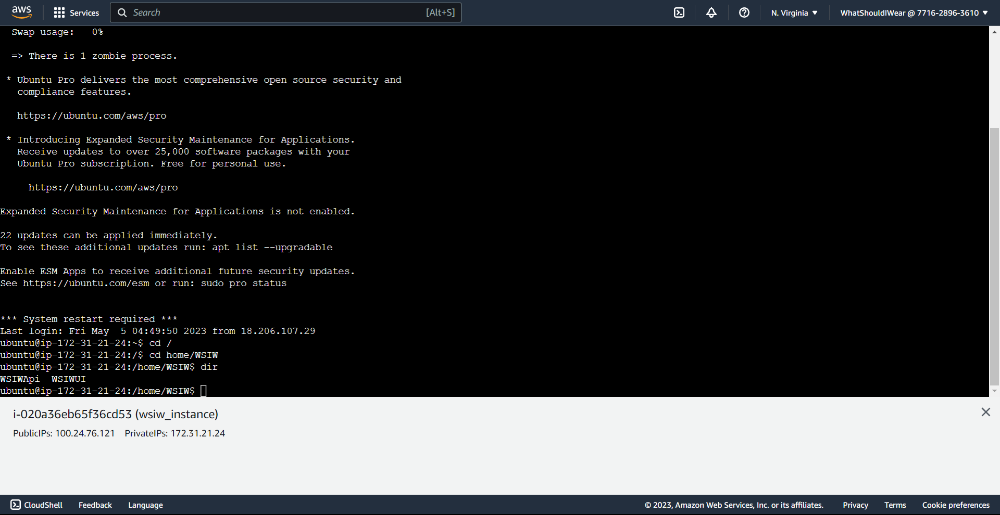 aws Services Search [Alt+S] N. Virginia WhatShouldIWear @ 7716-2896-3610
Swap usage:   0%
=> There is 1 zombie process.
* Ubuntu Pro delivers the most comprehensive open source security and
compliance features.
https://ubuntu.com/aws/pro
* Introducing Expanded Security Maintenance for Applications.
Receive updates to over 25,000 software packages with your
Ubuntu Pro subscription. Free for personal use.
https://ubuntu.com/aws/pro
Expanded Security Maintenance for Applications is not enabled.
22 updates can be applied immediately.
To see these additional updates run: apt list --upgradable
Enable ESM Apps to receive additional future security updates.
See https://ubuntu.com/esm or run: sudo pro status
*** System restart required ***
Last login: Fri May  5 04:49:50 2023 from 18.206.107.29
ubuntu@ip-172-31-21-24:~$ cd /
ubuntu@ip-172-31-21-24:/$ cd home/WSIW
ubuntu@ip-172-31-21-24:/home/WSIW$ dir
WSIWApi  WSIWUI
ubuntu@ip-172-31-21-24:/home/WSIW$
i-020a36eb65f36cd53 (wsiw_instance)
PublicIPs: 100.24.76.121 PrivateIPs: 172.31.21.24
CloudShell Feedback Language © 2023, Amazon Web Services, Inc. or its affiliates. Privacy Terms Cookie preferences